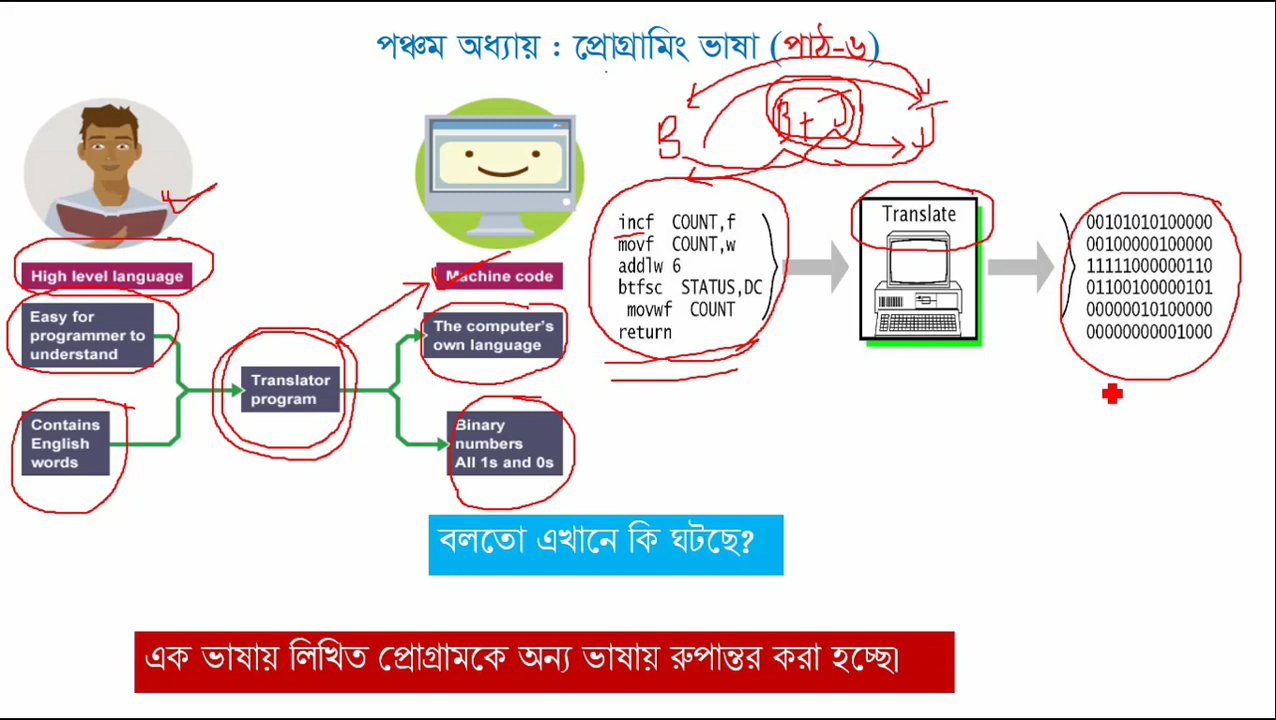 পঞ্চম অধ্যায় : প্রোগ্রামিং ভাষা (পাঠ-৬)
B
B+J
J
High level language
Easy for
programmer to
understand
Contains
English
words
Translator
program
Machine code
The computer's
own language
Binary
numbers
All 1s and 0s
incf COUNT,f
movf COUNT,w
addlw 6
btfsc STATUS,DC
movwf COUNT
return
Translate
00101010100000
00100000100000
11111000000110
01100100000101
00000010100000
00000000001000
বলতো এখানে কি ঘটছে?
এক ভাষায় লিখিত প্রোগ্রামকে অন্য ভাষায় রুপান্তর করা হচ্ছে।